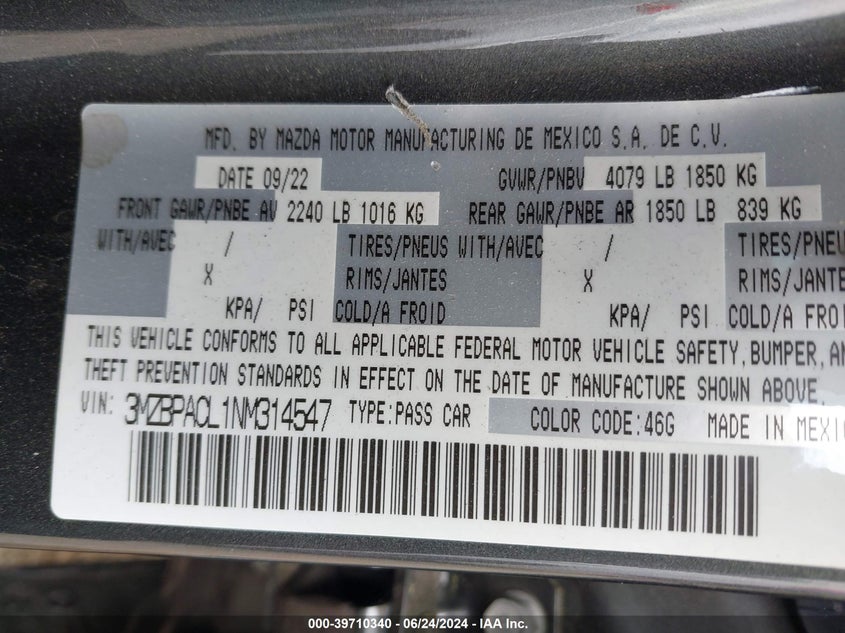 MFD. BY MAZDA MOTOR MANUFACTURING DE MEXICO S.A. DE C.V.
DATE 09/22 GVWR/PNBV 4079 LB 1850 KG
FRONT GAWR/PNBE AV 2240 LB 1016 KG REAR GAWR/PNBE AR 1850 LB 839 KG
WITH/AVEC / TIRES/PNEUS WITH/AVEC / TIRES/PNEU
X RIMS/JANTES X RIMS/JANTE
KPA/ PSI COLD/A FROID KPA/ PSI COLD/A FROI
THIS VEHICLE CONFORMS TO ALL APPLICABLE FEDERAL MOTOR VEHICLE SAFETY, BUMPER, AN
THEFT PREVENTION STANDARDS IN EFFECT ON THE DATE OF MANUFACTURE SHOWN ABOVE.
VIN: 3MZBPACL1NM314547 TYPE:PASS CAR COLOR CODE:46G MADE IN MEXIC
000-39710340 - 06/24/2024 - IAA Inc.